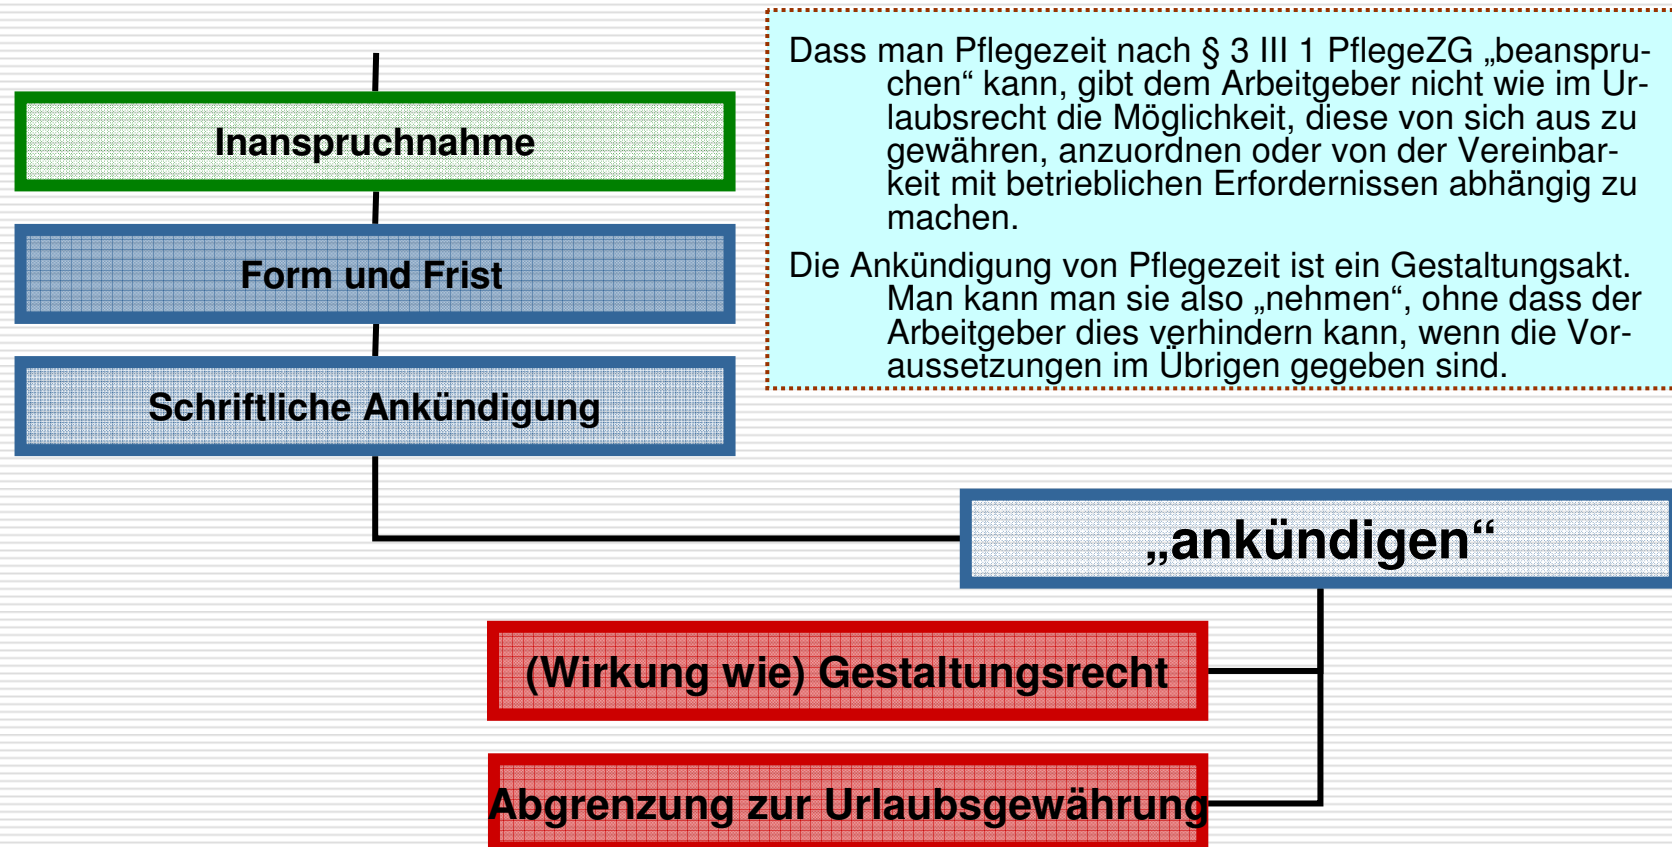 Inanspruchnahme
Form und Frist
Schriftliche Ankündigung
Dass man Pflegezeit nach § 3 III 1 PflegeZG „beanspru-
chen“ kann, gibt dem Arbeitgeber nicht wie im Ur-
laubsrecht die Möglichkeit, diese von sich aus zu
gewähren, anzuordnen oder von der Vereinbar-
keit mit betrieblichen Erfordernissen abhängig zu
machen.
Die Ankündigung von Pflegezeit ist ein Gestaltungsakt.
Man kann man sie also „nehmen“, ohne dass der
Arbeitgeber dies verhindern kann, wenn die Vor-
aussetzungen im Übrigen gegeben sind.
„ankündigen“
(Wirkung wie) Gestaltungsrecht
Abgrenzung zur Urlaubsgewährung